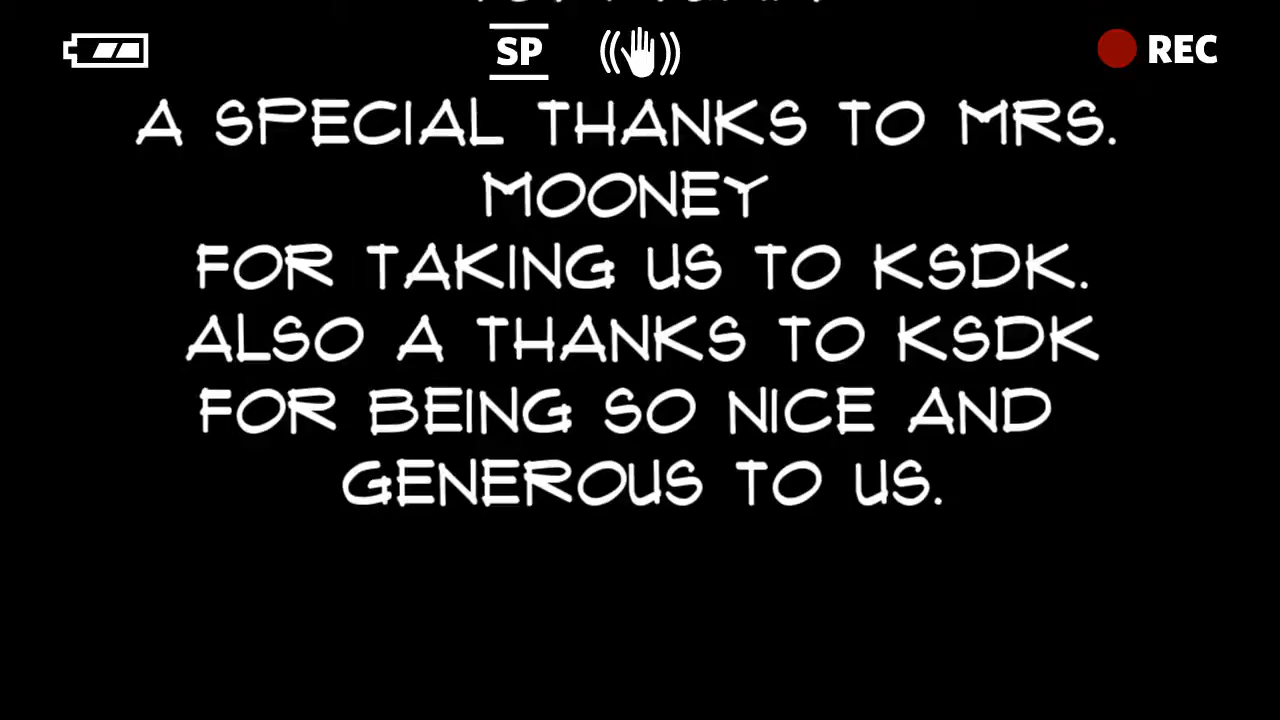 SP
REC
A SPECIAL THANKS TO MRS.
MOONEY
FOR TAKING US TO KSDK.
ALSO A THANKS TO KSDK
FOR BEING SO NICE AND
GENEROUS TO US.